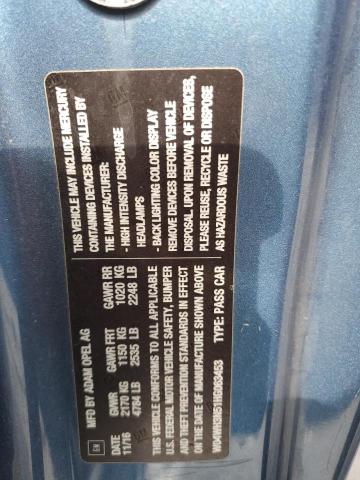 MFD BY ADAM OPEL AG
DATE GVWR GAWR FRT GAWR RR
11/16 2170 KG 1150 KG 1020 KG
4784 LB 2535 LB 2248 LB
THIS VEHICLE CONFORMS TO ALL APPLICABLE
U.S. FEDERAL MOTOR VEHICLE SAFETY, BUMPER,
AND THEFT PREVENTION STANDARDS IN EFFECT
ON THE DATE OF MANUFACTURE SHOWN ABOVE
TYPE: PASS CAR
GM
THIS VEHICLE MAY INCLUDE MERCURY
CONTAINING DEVICES INSTALLED BY
THE MANUFACTURER:
- HIGH INTENSITY DISCHARGE
HEADLAMPS
- BACK LIGHTING COLOR DISPLAY
REMOVE DEVICES BEFORE VEHICLE
DISPOSAL. UPON REMOVAL OF DEVICES,
PLEASE REUSE, RECYCLE OR DISPOSE
AS HAZARDOUS WASTE